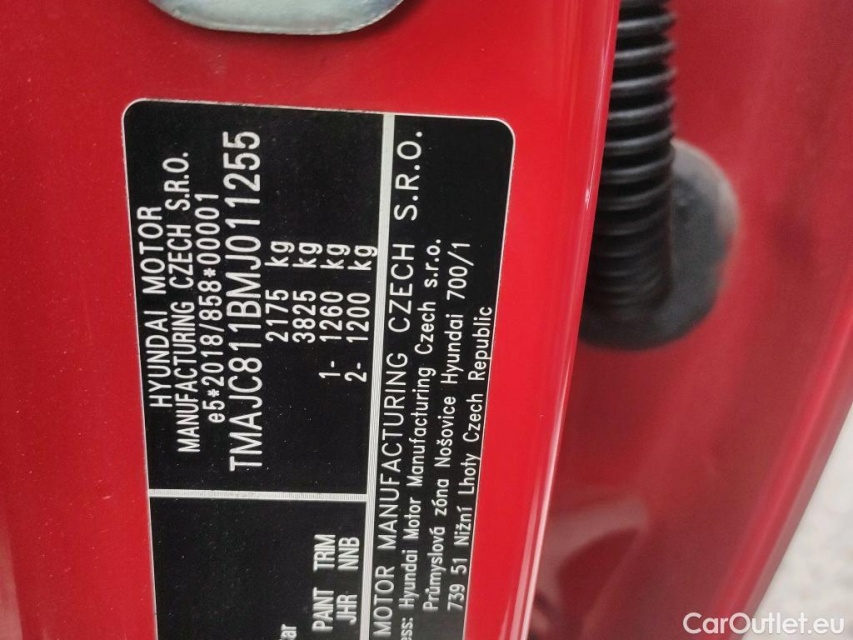 HYUNDAI MOTOR
MANUFACTURING CZECH S.R.O.
e5*2018/858*00001
TMAJC811BMJ011255
2175 kg
3825 kg
1- 1260 kg
2- 1200 kg
PAINT TRIM
JHR NNB
MOTOR MANUFACTURING CZECH S.R.O.
Hyundai Motor Manufacturing Czech s.r.o.
Průmyslová zóna Nošovice Hyundai 700/1
739 51 Nižní Lhoty Czech Republic
CarOutlet.eu